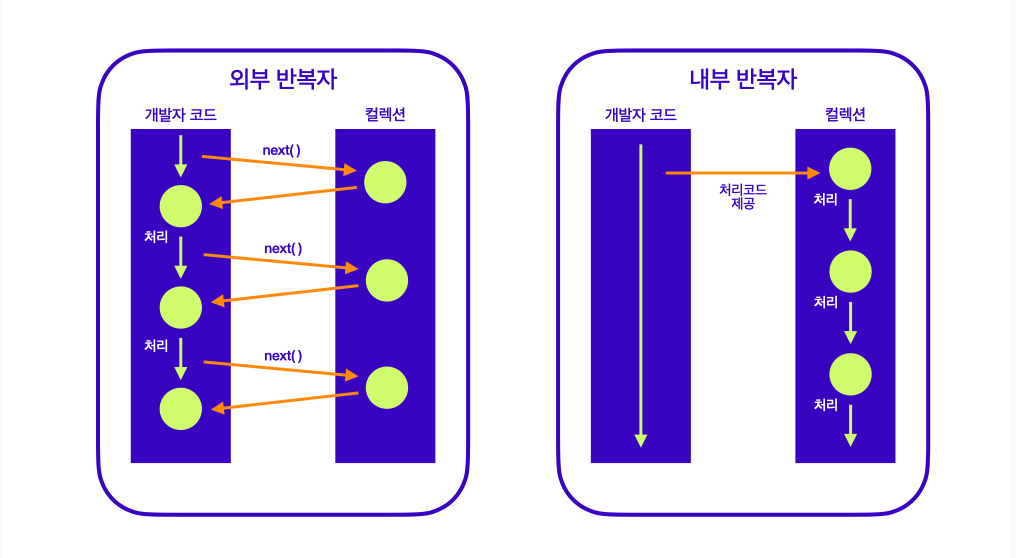 외부 반복자
개발자 코드
컬렉션
next( )
처리
next( )
처리
next( )
내부 반복자
개발자 코드
컬렉션
처리코드
제공
처리
처리
처리